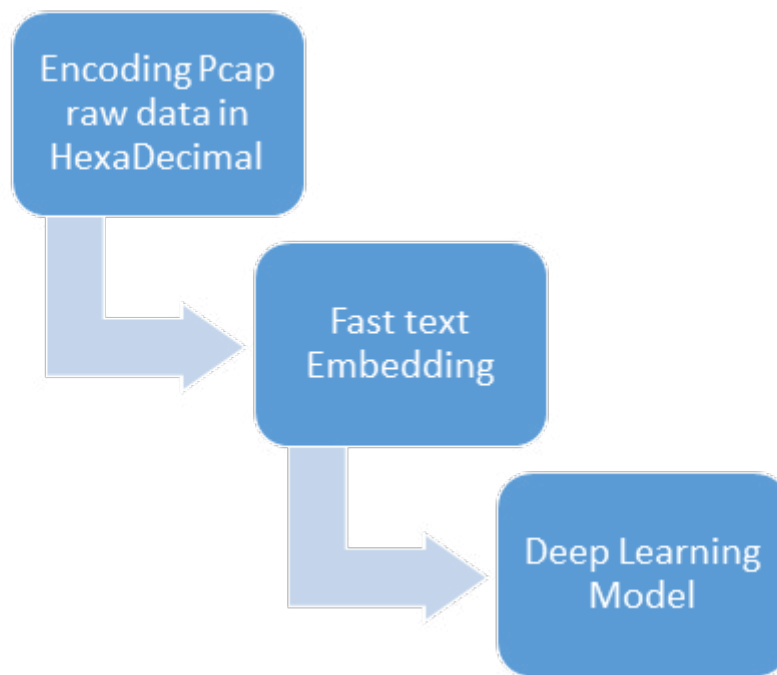 Encoding Pcap
raw data in
HexaDecimal
Fast text
Embedding
Deep Learning
Model